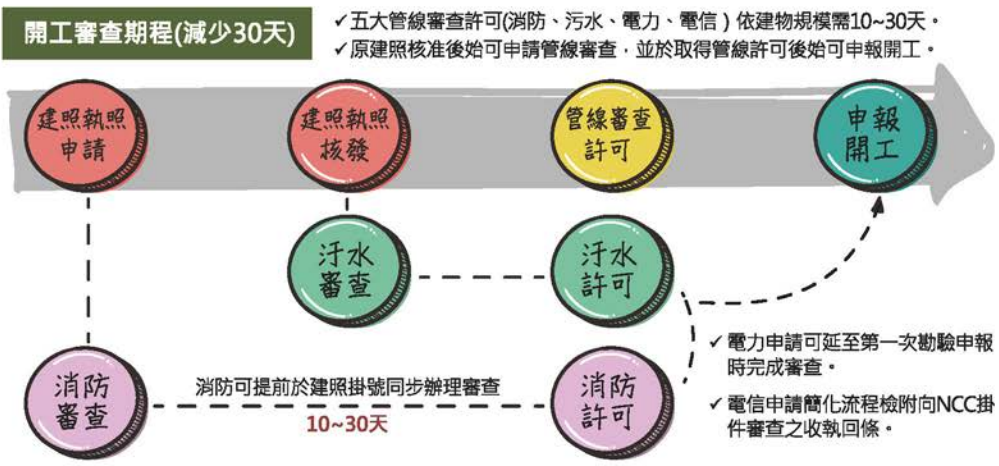 開工審查期程(減少30天)
✓五大管線審查許可(消防、污水、電力、電信）依建物規模需10~30天。
✓原建照核准後始可申請管線審查，並於取得管線許可後始可申報開工。
建照執照
申請
建照執照
核發
管線審查
許可
申報
開工
汙水
審查
汙水
許可
消防
審查
消防可提前於建照掛號同步辦理審查
10~30天
消防
許可
✓電力申請可延至第一次勘驗申報
時完成審查。
✓電信申請簡化流程檢附向NCC掛
件審查之收執回條。